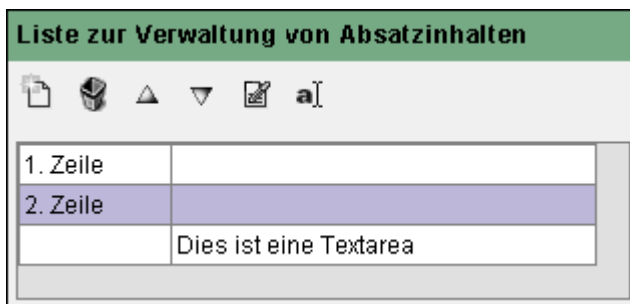 Liste zur Verwaltung von Absatzinhalten
a
1. Zeile
2. Zeile
Dies ist eine Textarea